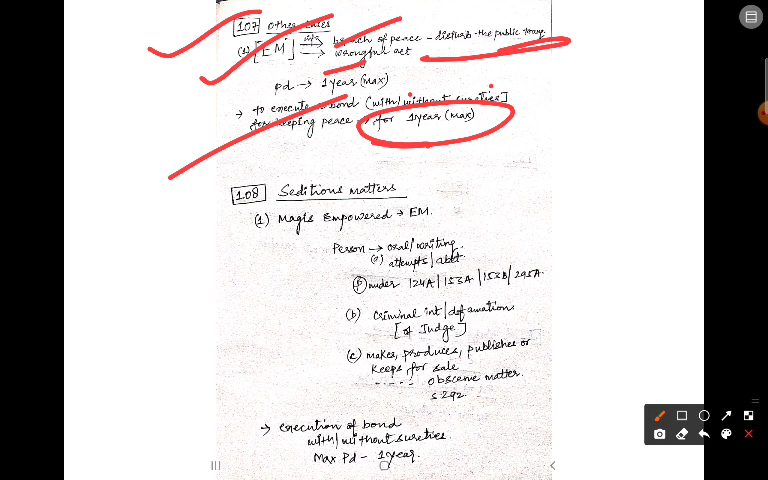 107 Other Cases
(1) [EM] breach of peace - disturb the public tranq.
wrongful act
Pd → 1 year (Max)
→ to execute a bond (with/without sureties]
for keeping peace → for 1 year (Max)
108 Seditious matters
(1) Magis Empowered → EM.
Person → oral/writing
(or) attempts/abet.
under 124A/153A/153B/295A.
(b) Criminal int/defamation
[of Judge]
(c) makes, produces, publishes or
keeps for sale
----- obscene matter.
S 292.
→ execution of bond
with/without sureties.
Max Pd - 1 year.